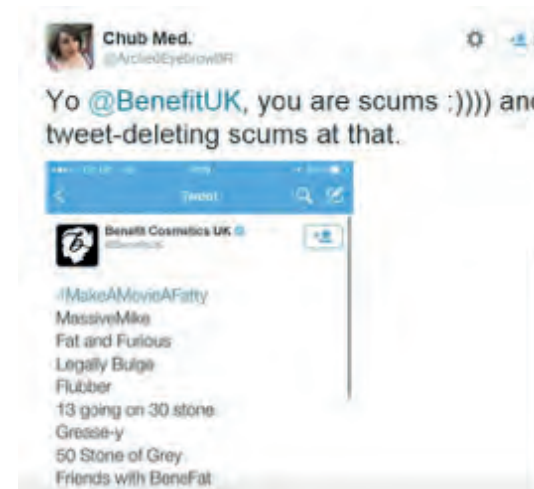 Chub Med.
@ArchedEyebrowBR
Yo @BenefitUK, you are scums :)))) and
tweet-deleting scums at that.
Tweet
Benefit Cosmetics UK
@BenefitUK
#MakeAMovieAFatty
MassiveMike
Fat and Furious
Legally Bulge
Flubber
13 going on 30 stone
Grease-y
50 Stone of Grey
Friends with BeneFat